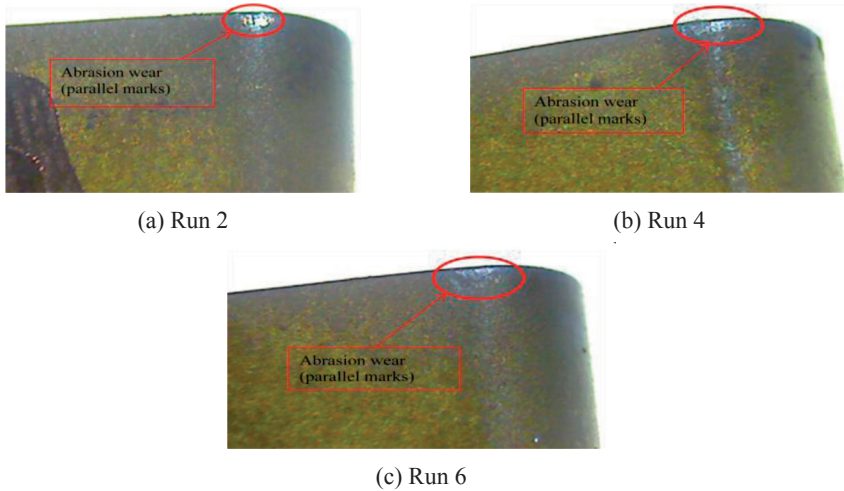 Abrasion wear
(parallel marks)
Abrasion wear
(parallel marks)
(a) Run 2
(b) Run 4
Abrasion wear
(parallel marks)
(c) Run 6